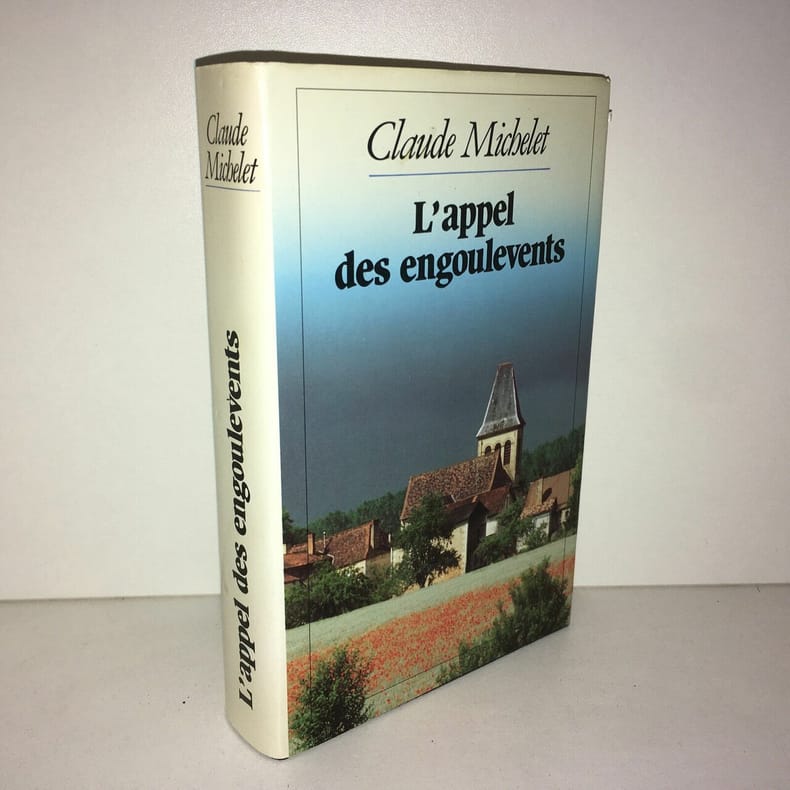 Claude
Michelet
L'appel des engoulevents
Claude Michelet
L'appel
des engoulevents